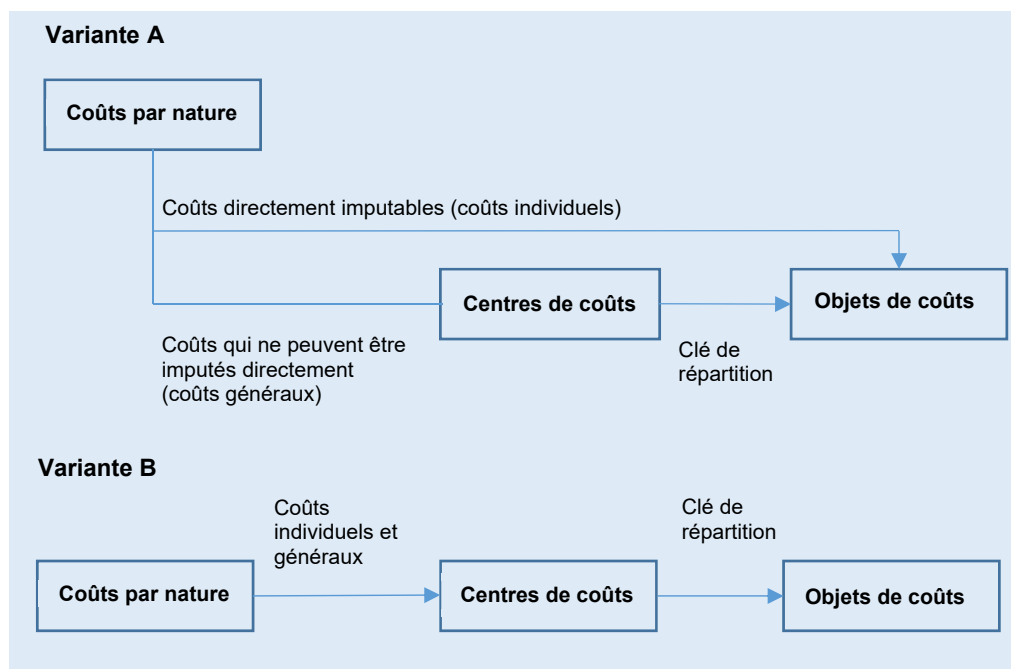 Variante A
Coûts par nature
Coûts directement imputables (coûts individuels)
Centres de coûts
Objets de coûts
Coûts qui ne peuvent être
imputés directement
(coûts généraux)
Clé de
répartition
Variante B
Coûts
individuels et
généraux
Clé de
répartition
Coûts par nature
Centres de coûts
Objets de coûts